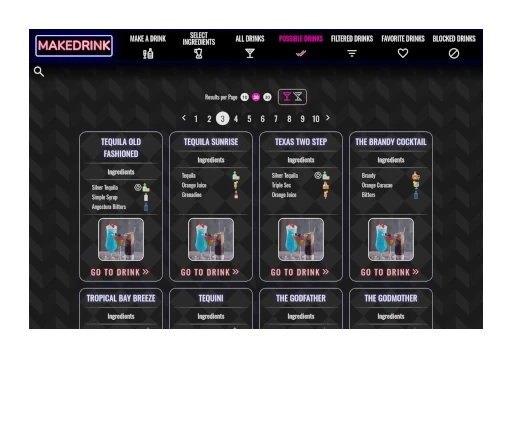 MAKEDRINK
MAKE A DRINK
SELECT
INGREDIENTS
ALL DRINKS
POSSIBLE DRINKS
FILTERED DRINKS
FAVORITE DRINKS
BLOCKED DRINKS
Results per Page 10 20 30
1 2 3 4 5 6 7 8 9 10
TEQUILA OLD
FASHIONED
Ingredients
Silver Tequila
Simple Syrup
Angostura Bitters
GO TO DRINK
TEQUILA SUNRISE
Ingredients
Tequila
Orange Juice
Grenadine
GO TO DRINK
TEXAS TWO STEP
Ingredients
Silver Tequila
Triple Sec
Orange Juice
GO TO DRINK
THE BRANDY COCKTAIL
Ingredients
Brandy
Orange Curacao
Bitters
GO TO DRINK
TROPICAL BAY BREEZE
Ingredients
TEQUINI
Ingredients
THE GODFATHER
Ingredients
THE GODMOTHER
Ingredients